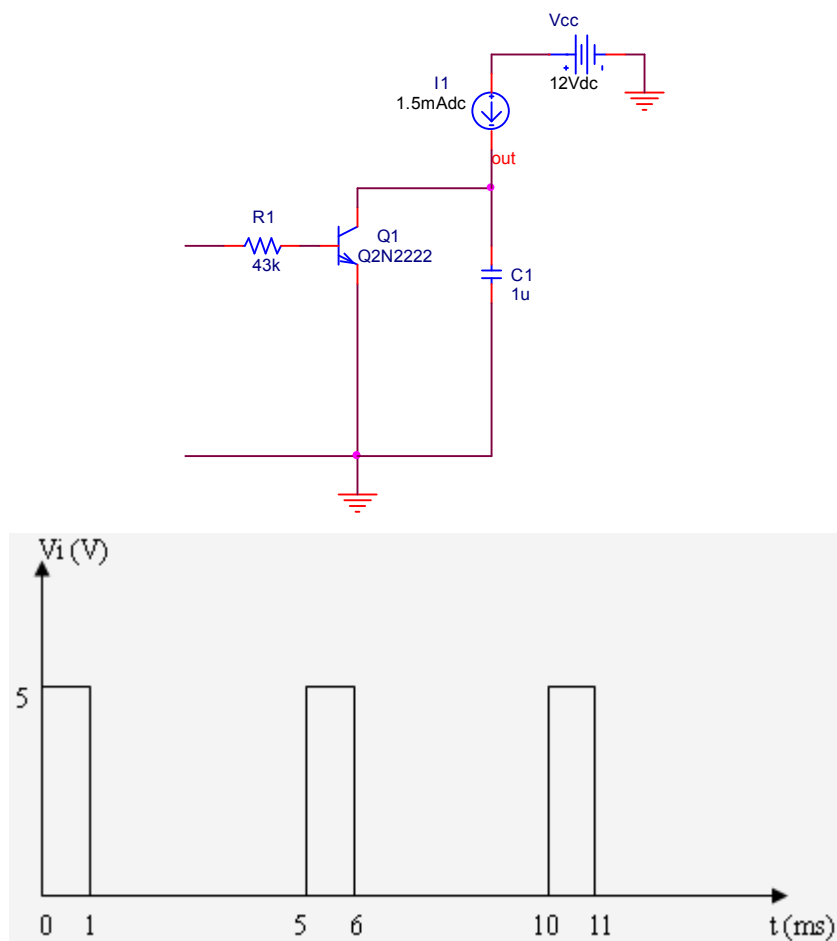 Vcc
12Vdc
I1
1.5mAdc
out
R1
43k
Q1
Q2N2222
C1
1u
Vi (V)
5
0 1 5 6 10 11 t (ms)